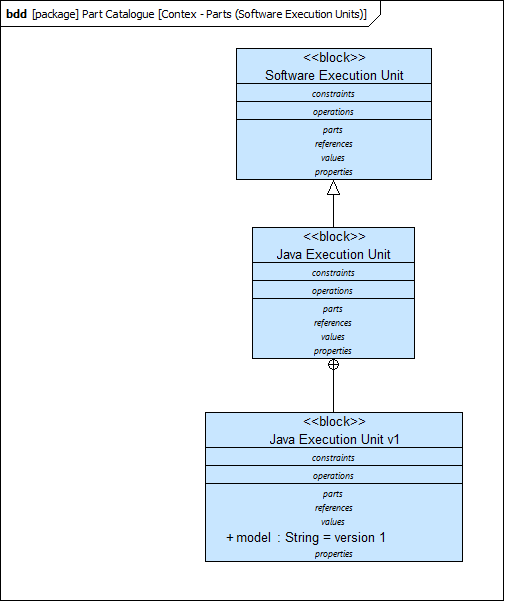 bdd [package] Part Catalogue [Contex - Parts (Software Execution Units)]
<<block>>
Software Execution Unit
constraints
operations
parts
references
values
properties
<<block>>
Java Execution Unit
constraints
operations
parts
references
values
properties
<<block>>
Java Execution Unit v1
constraints
operations
parts
references
values
+ model : String = version 1
properties